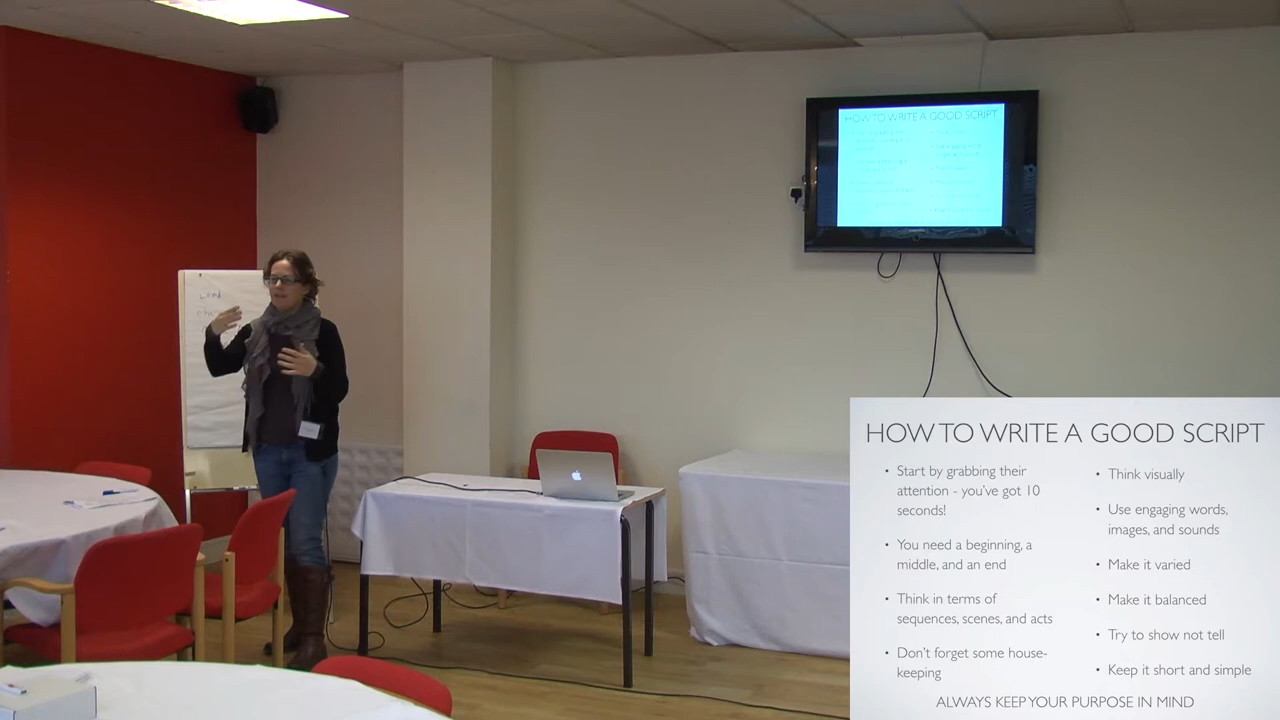 HOW TO WRITE A GOOD SCRIPT
HOW TO WRITE A GOOD SCRIPT
• Start by grabbing their
attention - you've got 10
seconds!
• You need a beginning, a
middle, and an end
• Think in terms of
sequences, scenes, and acts
• Don't forget some house-
keeping
• Think visually
• Use engaging words,
images, and sounds
• Make it varied
• Make it balanced
• Try to show not tell
• Keep it short and simple
ALWAYS KEEP YOUR PURPOSE IN MIND